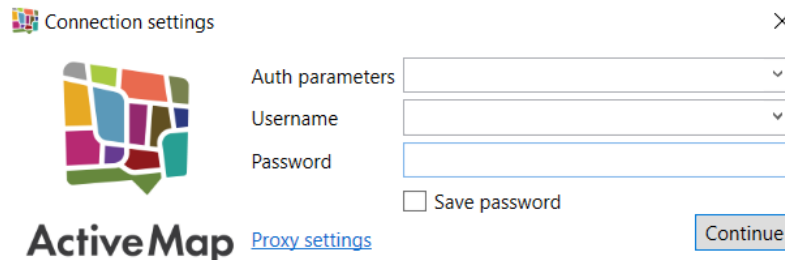 Connection settings
Auth parameters
Username
Password
Save password
ActiveMap
Proxy settings
Continue